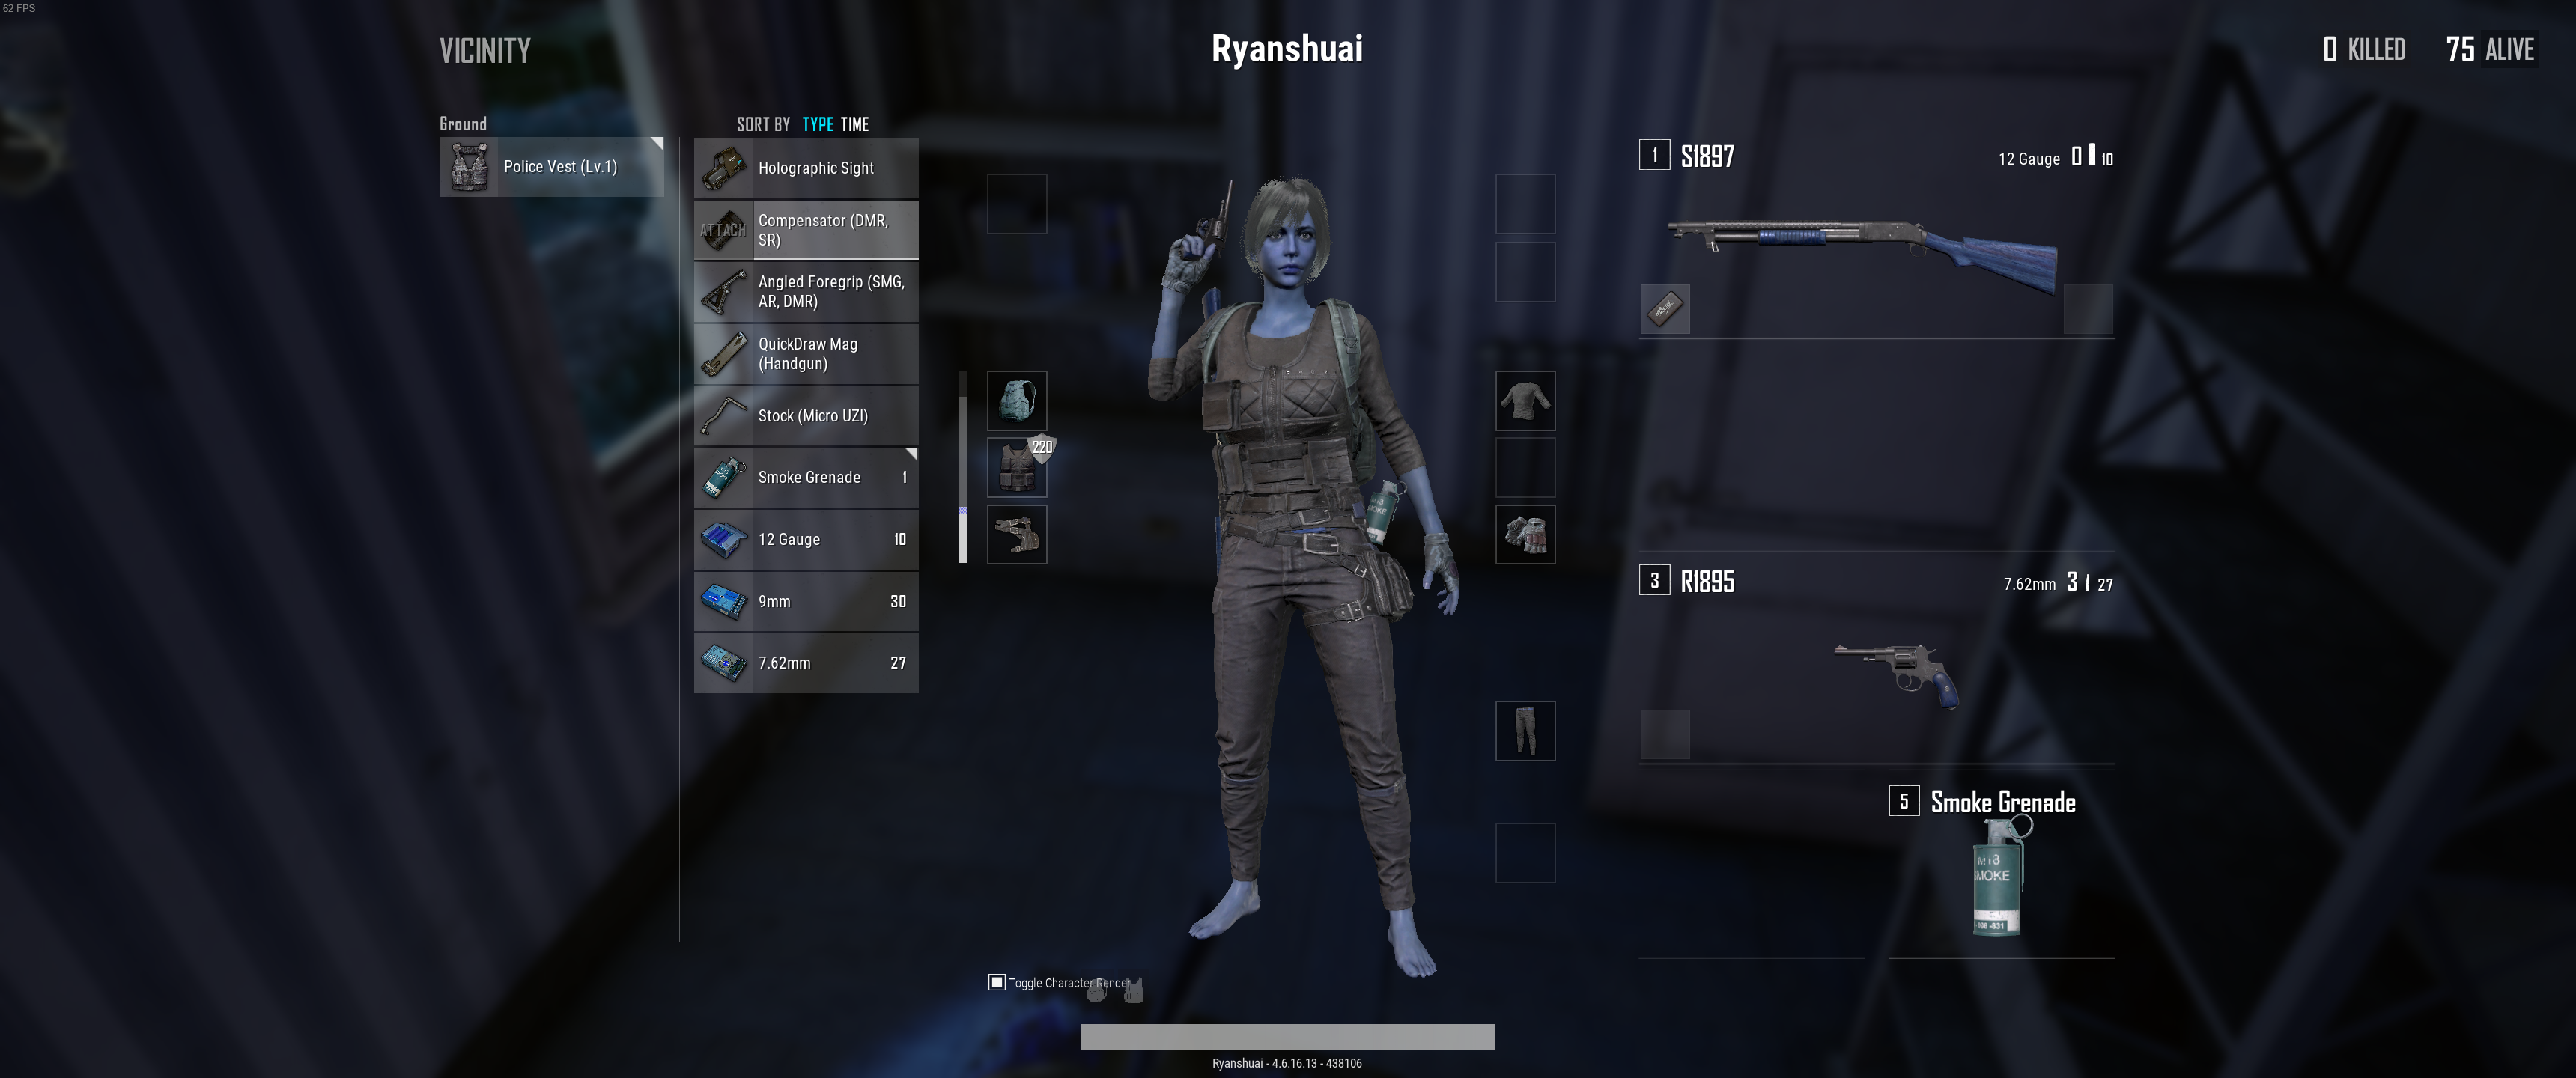 62 FPS
VICINITY
Ryanshuai
0 KILLED 75 ALIVE
Ground
SORT BY TYPE TIME
Police Vest (Lv.1)
Holographic Sight
ATTACH
Compensator (DMR,
SR)
Angled Foregrip (SMG,
AR, DMR)
QuickDraw Mag
(Handgun)
Stock (Micro UZI)
Smoke Grenade 1
12 Gauge 10
9mm 30
7.62mm 27
220
SMOKE
1 S1897 12 Gauge 0 10
3 R1895 7.62mm 3 27
5 Smoke Grenade
M18
SMOKE
Toggle Character Render
Ryanshuai - 4.6.16.13 - 438106